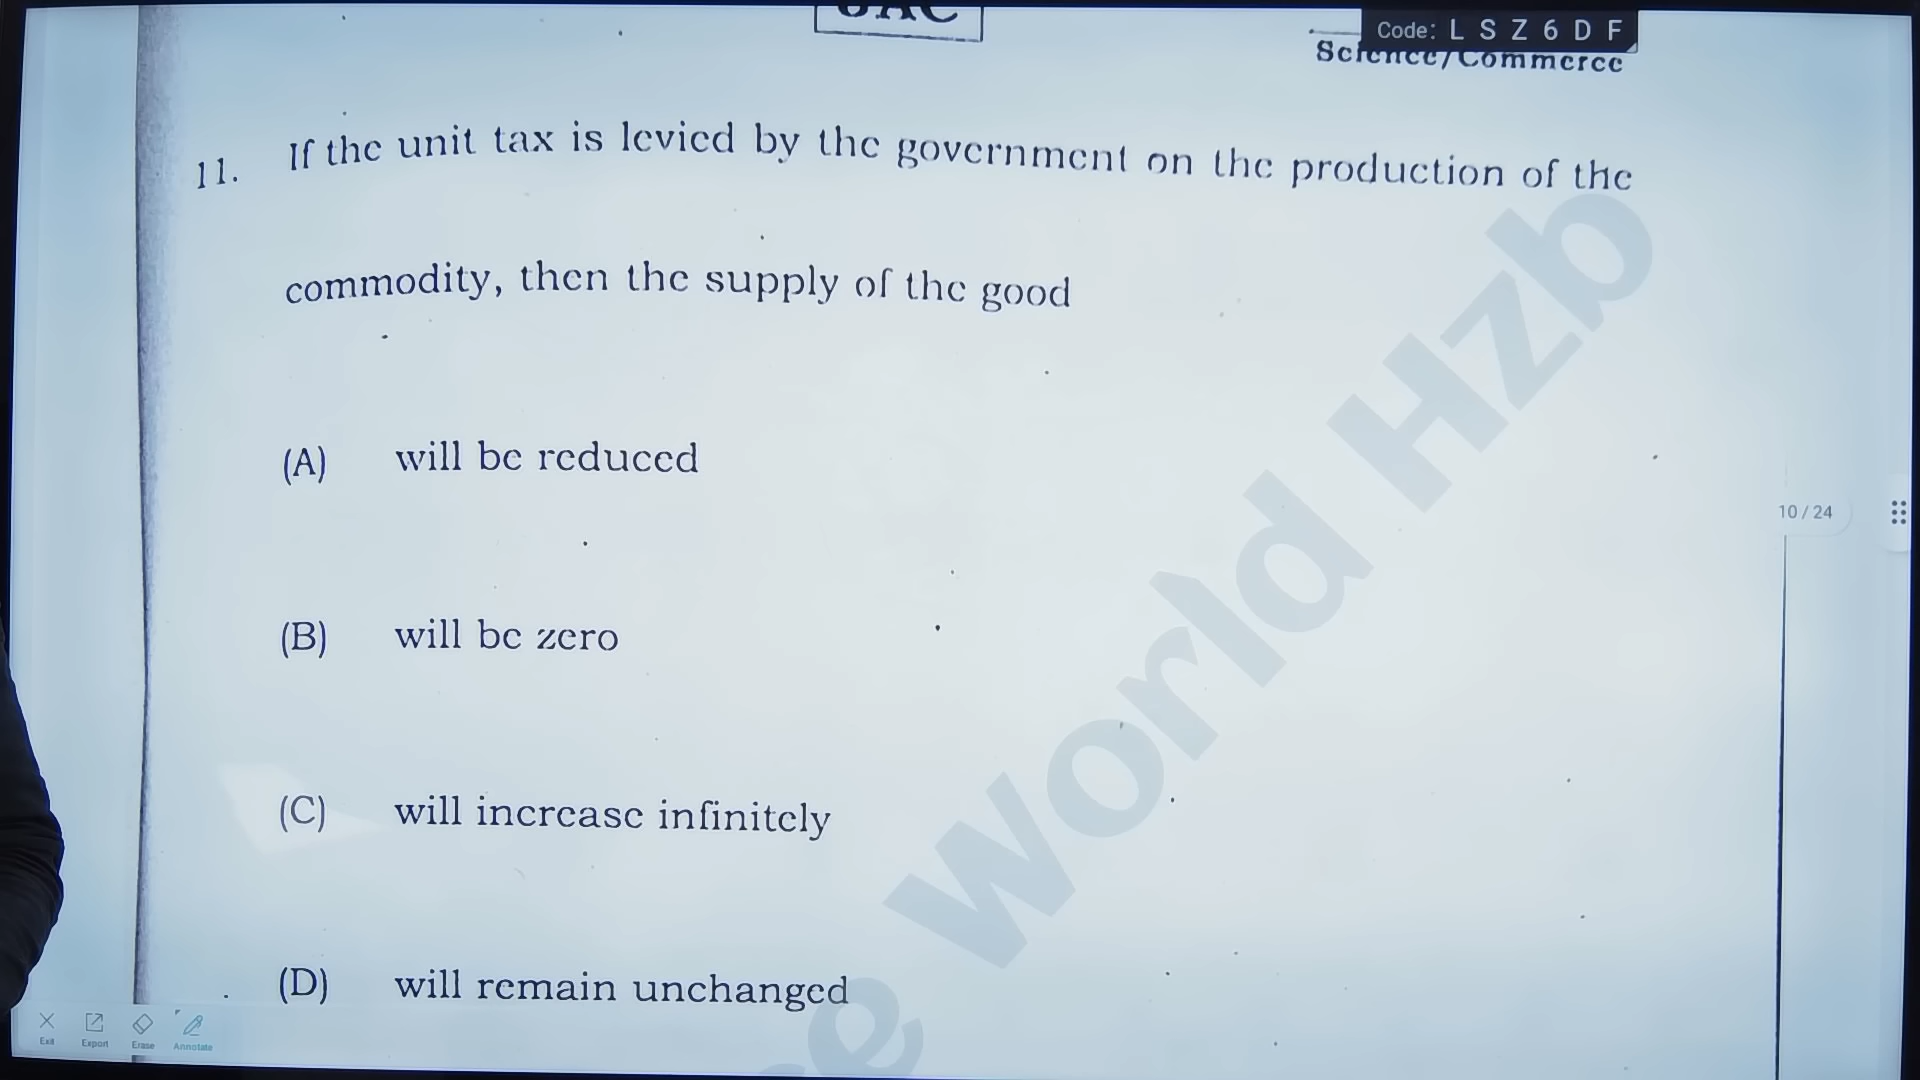 Code: L S Z 6 D F
Science/Commerce
11. If the unit tax is levied by the government on the production of the
commodity, then the supply of the good
(A) will be reduced
(B) will be zero
(C) will increase infinitely
(D) will remain unchanged
10 / 24
world Hzb
Exit Export Erase Annotate